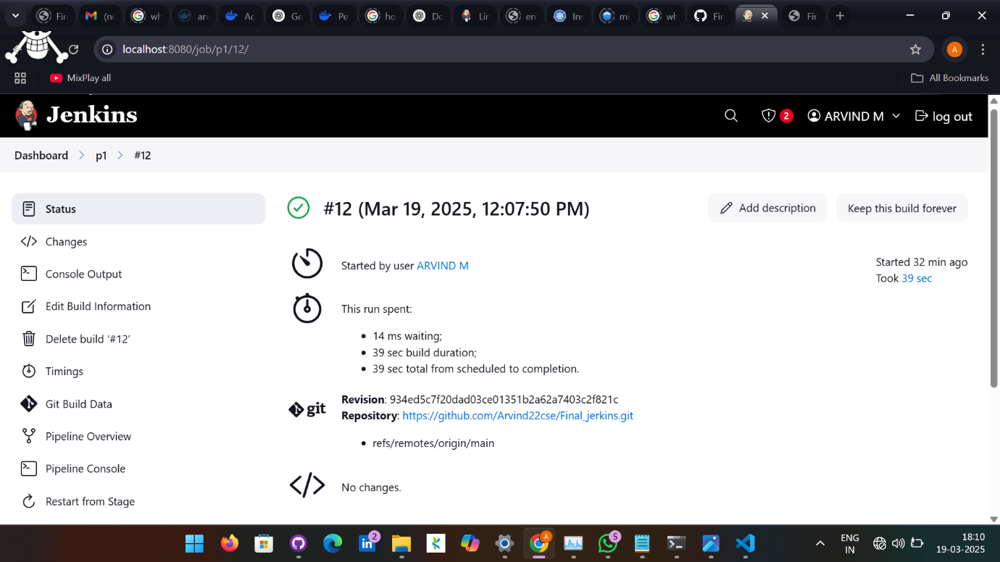 Fir
(no
wh
arv
Ac
Ge
Pe
ho
Do
Lir
en
Ins
mi
wh
Fir
Fir
localhost:8080/job/p1/12/
A
MixPlay all
All Bookmarks
Jenkins
2
ARVIND M
log out
Dashboard
p1
#12
Status
#12 (Mar 19, 2025, 12:07:50 PM)
Add description
Keep this build forever
Changes
Console Output
Edit Build Information
Delete build ‘#12’
Timings
Git Build Data
Pipeline Overview
Pipeline Console
Restart from Stage
Started by user ARVIND M
Started 32 min ago
Took 39 sec
This run spent:
14 ms waiting;
39 sec build duration;
39 sec total from scheduled to completion.
git
Revision: 934ed5c7f20dad03ce01351b2a62a7403c2f821c
Repository: https://github.com/Arvind22cse/Final_jerkins.git
refs/remotes/origin/main
No changes.
2
A
5
ENG
IN
18:10
19-03-2025